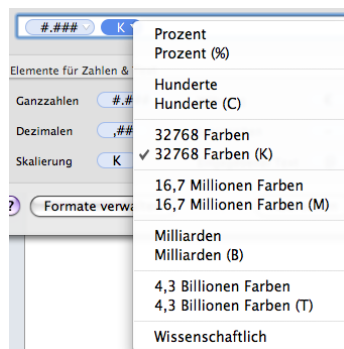 #.###
K
Prozent
Prozent (%)
Elemente für Zahlen &
Hunderte
Hunderte (C)
Ganzzahlen
#.#
32768 Farben
Dezimalen
,##
✓ 32768 Farben (K)
Skalierung
K
16,7 Millionen Farben
16,7 Millionen Farben (M)
?
Formate verwa
Milliarden
Milliarden (B)
4,3 Billionen Farben
4,3 Billionen Farben (T)
Wissenschaftlich